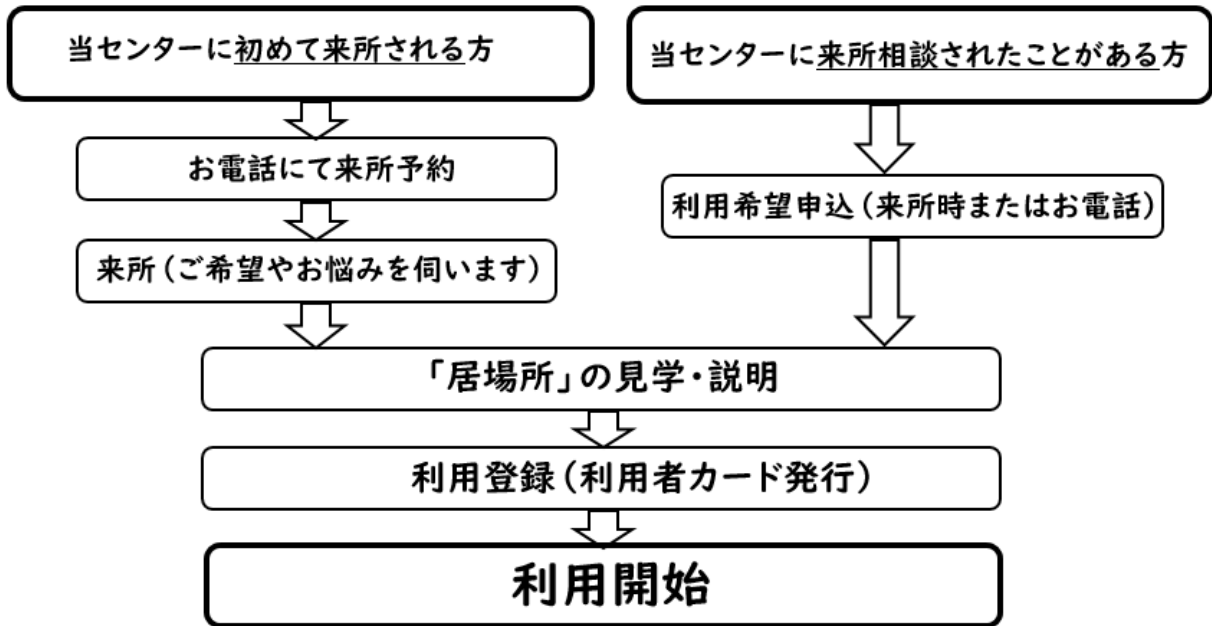 当センターに初めて来所される方
お電話にて来所予約
来所（ご希望やお悩みを伺います）
当センターに来所相談されたことがある方
利用希望申込（来所時またはお電話）
「居場所」の見学・説明
利用登録（利用者カード発行）
利用開始